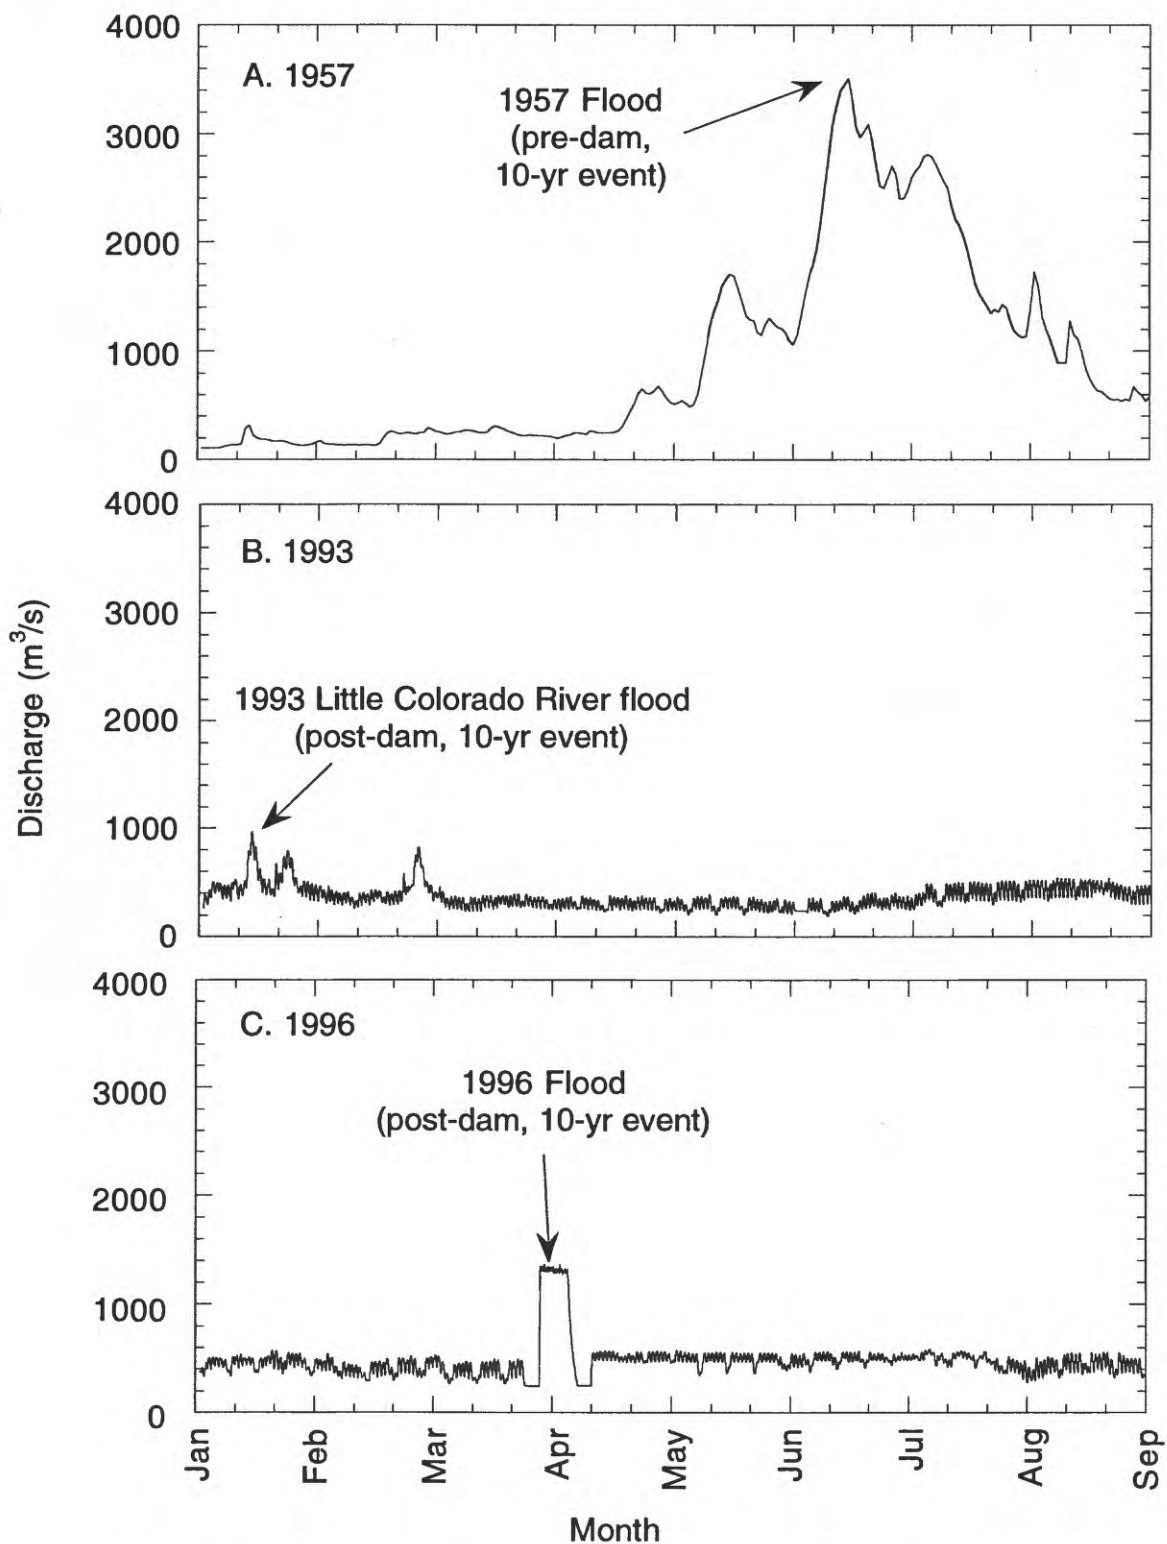 4000
3000
2000
1000
0
A. 1957
1957 Flood
(pre-dam,
10-yr event)
4000
3000
2000
1000
0
B. 1993
1993 Little Colorado River flood
(post-dam, 10-yr event)
Discharge (m³/s)
4000
3000
2000
1000
0
C. 1996
1996 Flood
(post-dam, 10-yr event)
Jan
Feb
Mar
Apr
May
Jun
Jul
Aug
Sep
Month